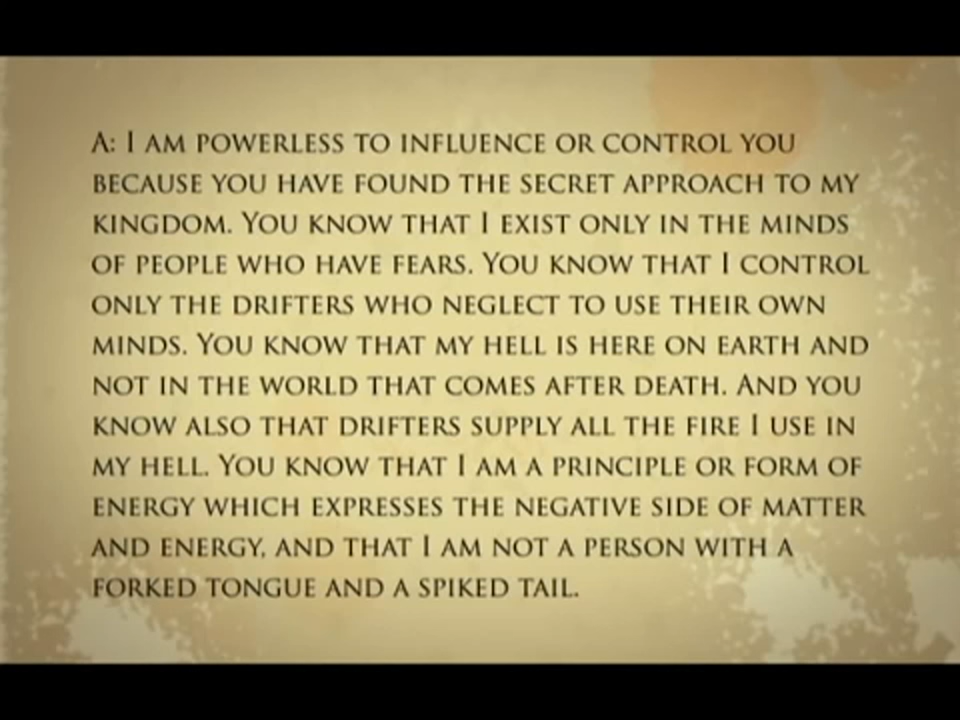 A: I AM POWERLESS TO INFLUENCE OR CONTROL YOU
BECAUSE YOU HAVE FOUND THE SECRET APPROACH TO MY
KINGDOM. YOU KNOW THAT I EXIST ONLY IN THE MINDS
OF PEOPLE WHO HAVE FEARS. YOU KNOW THAT I CONTROL
ONLY THE DRIFTERS WHO NEGLECT TO USE THEIR OWN
MINDS. YOU KNOW THAT MY HELL IS HERE ON EARTH AND
NOT IN THE WORLD THAT COMES AFTER DEATH. AND YOU
KNOW ALSO THAT DRIFTERS SUPPLY ALL THE FIRE I USE IN
MY HELL. YOU KNOW THAT I AM A PRINCIPLE OR FORM OF
ENERGY WHICH EXPRESSES THE NEGATIVE SIDE OF MATTER
AND ENERGY, AND THAT I AM NOT A PERSON WITH A
FORKED TONGUE AND A SPIKED TAIL.